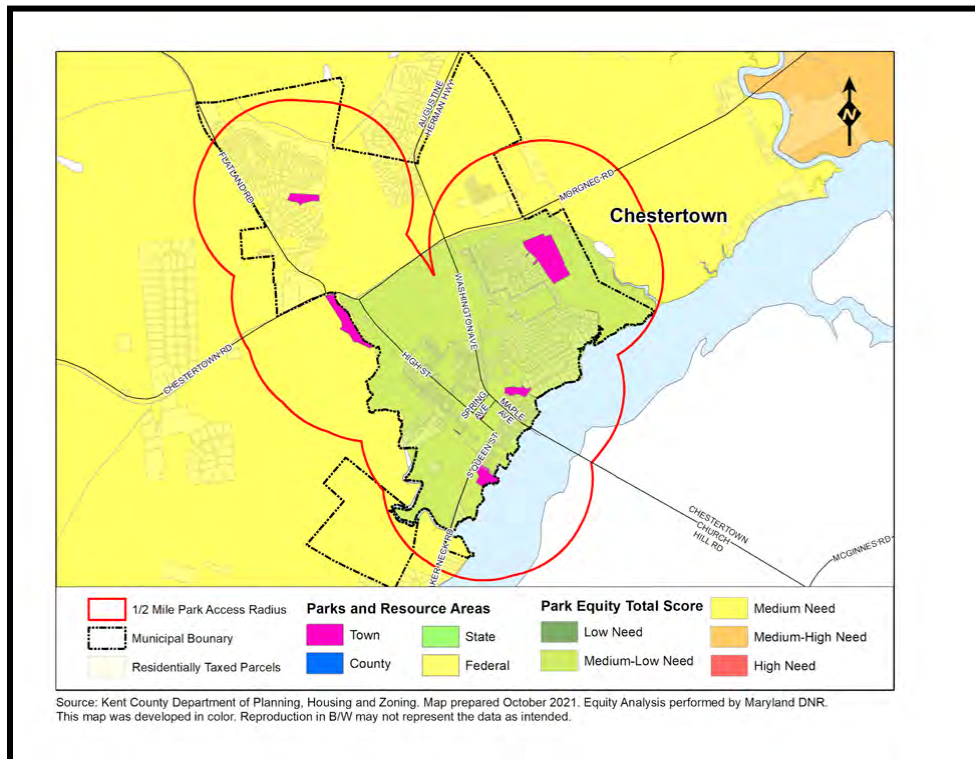 AUGUSTINE
HERMAN HWY
FLATLAND RD
MORGNEC RD
N
Chestertown
WASHINGTON AVE
HIGH ST
CHESTERTOWN RD
SPRING
AVE
MAPLE
AVE
S QUEEN ST
CHESTERTOWN
CHURCH
HILL RD
MCGINNES RD
AKER NECK RD
1/2 Mile Park Access Radius
Municipal Bounary
Residentially Taxed Parcels
Parks and Resource Areas
Town
County
State
Federal
Park Equity Total Score
Low Need
Medium-Low Need
Medium Need
Medium-High Need
High Need
Source: Kent County Department of Planning, Housing and Zoning. Map prepared October 2021. Equity Analysis performed by Maryland DNR.
This map was developed in color. Reproduction in B/W may not represent the data as intended.